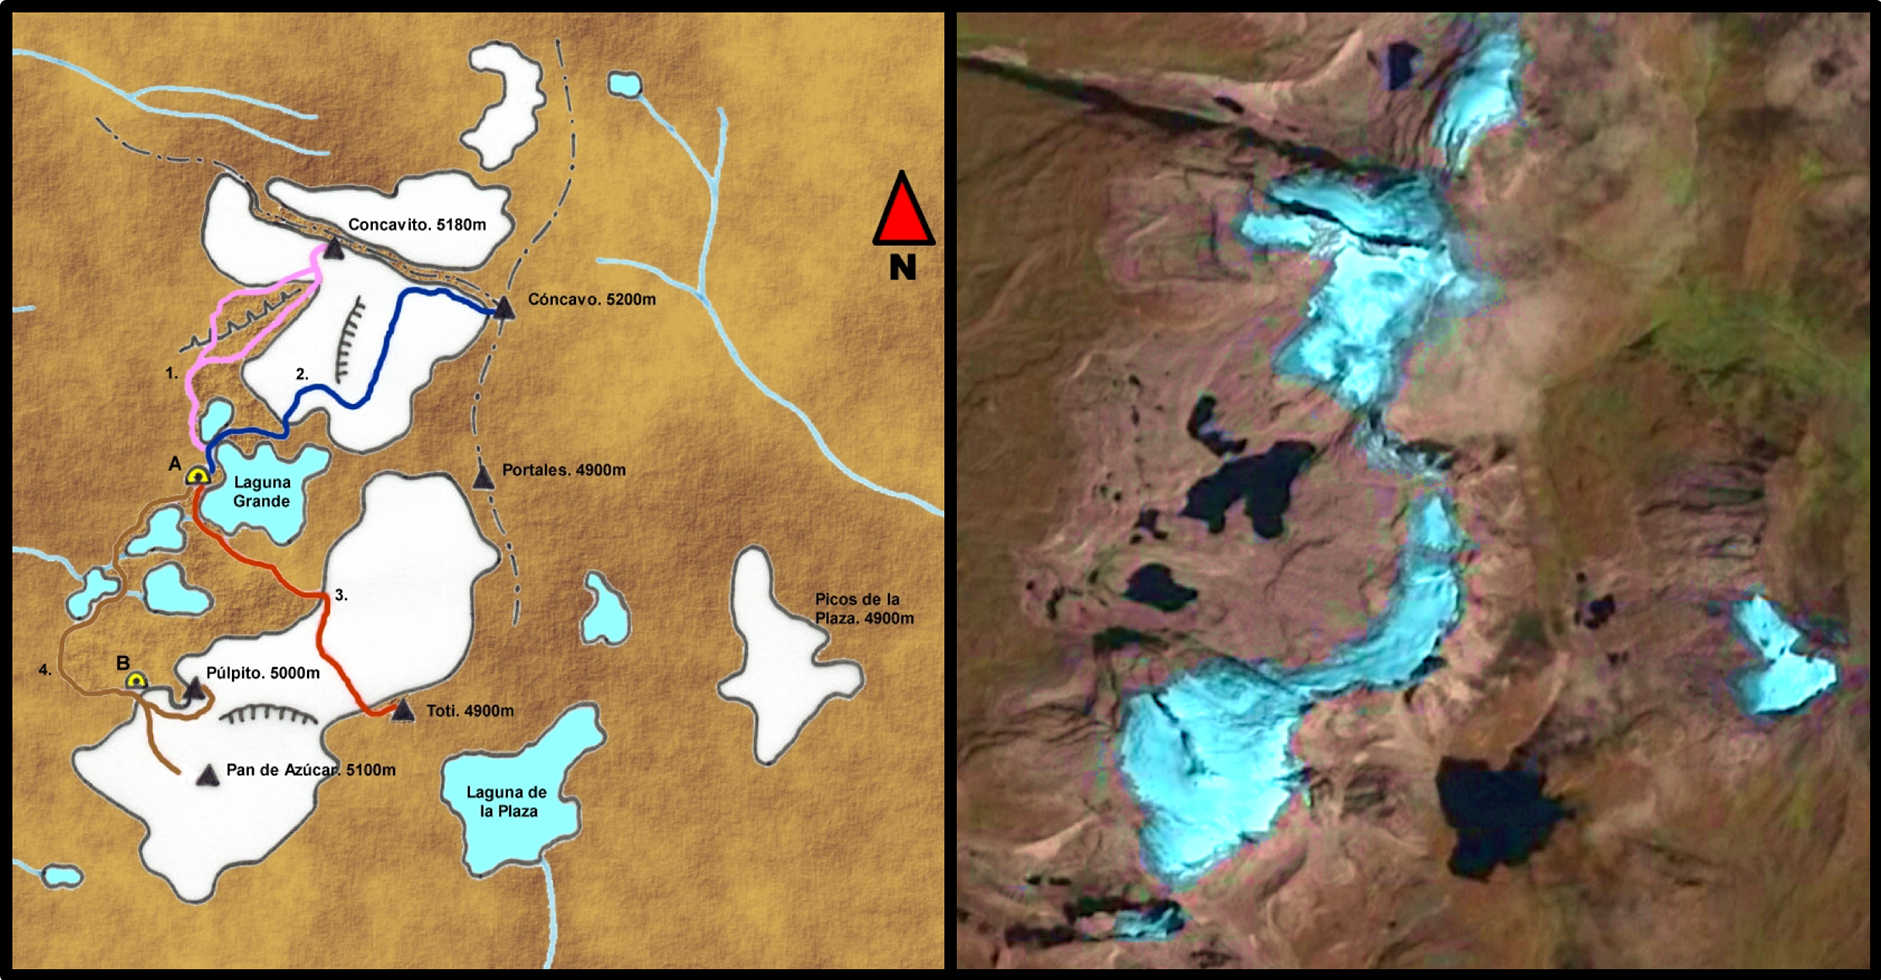 Concavito. 5180m
N
Cóncavo. 5200m
1.
2.
A
Portales. 4900m
Laguna
Grande
3.
Picos de la
Plaza. 4900m
4.
B
Púlpito. 5000m
Toti. 4900m
Pan de Azúcar. 5100m
Laguna de
la Plaza